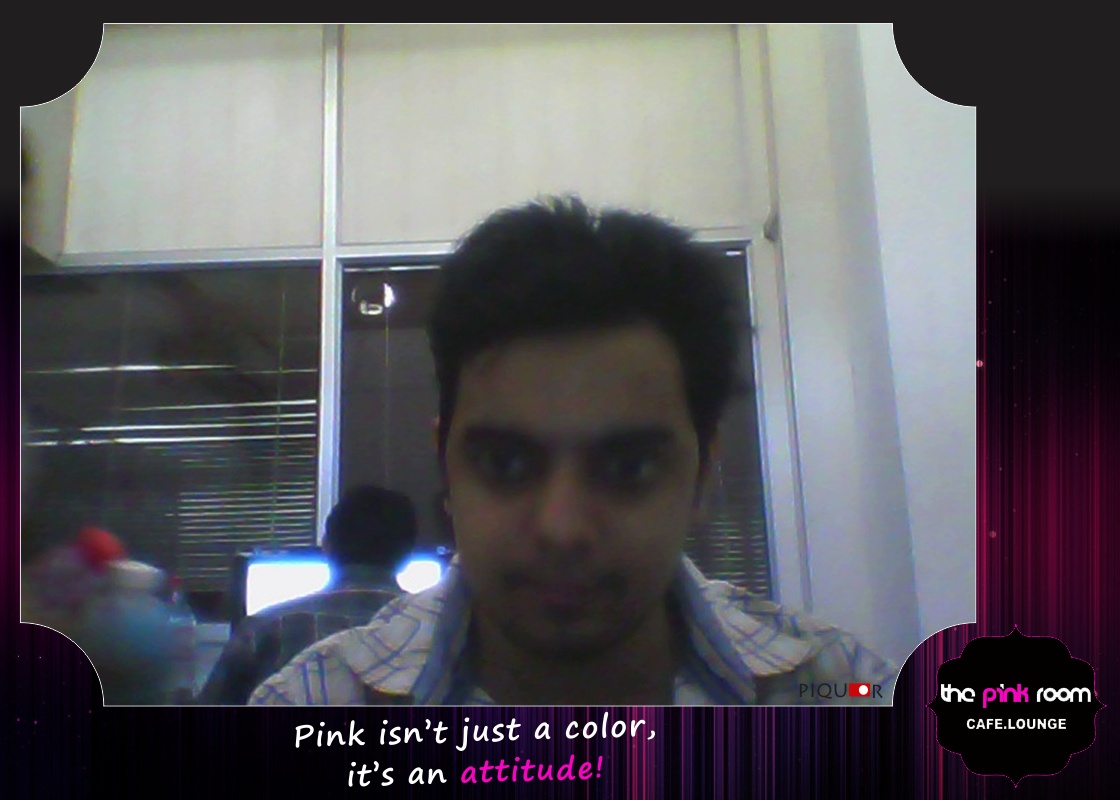 PIQUOR
the pink room
CAFE.LOUNGE
Pink isn't just a color,
it's an attitude!